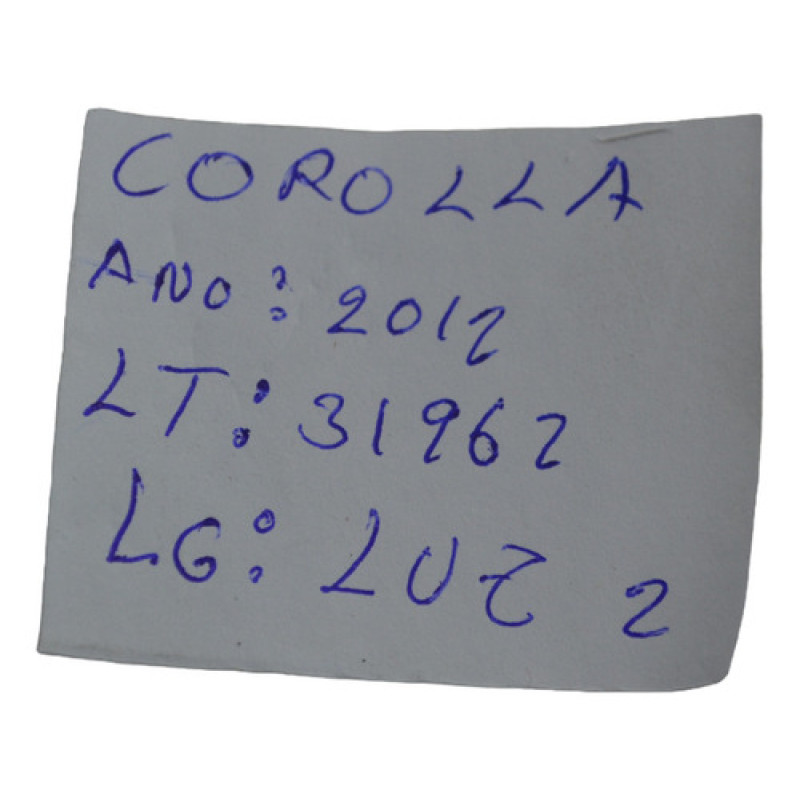 COROLLA
ANO: 2012
LT: 31962
LG: LUZ 2